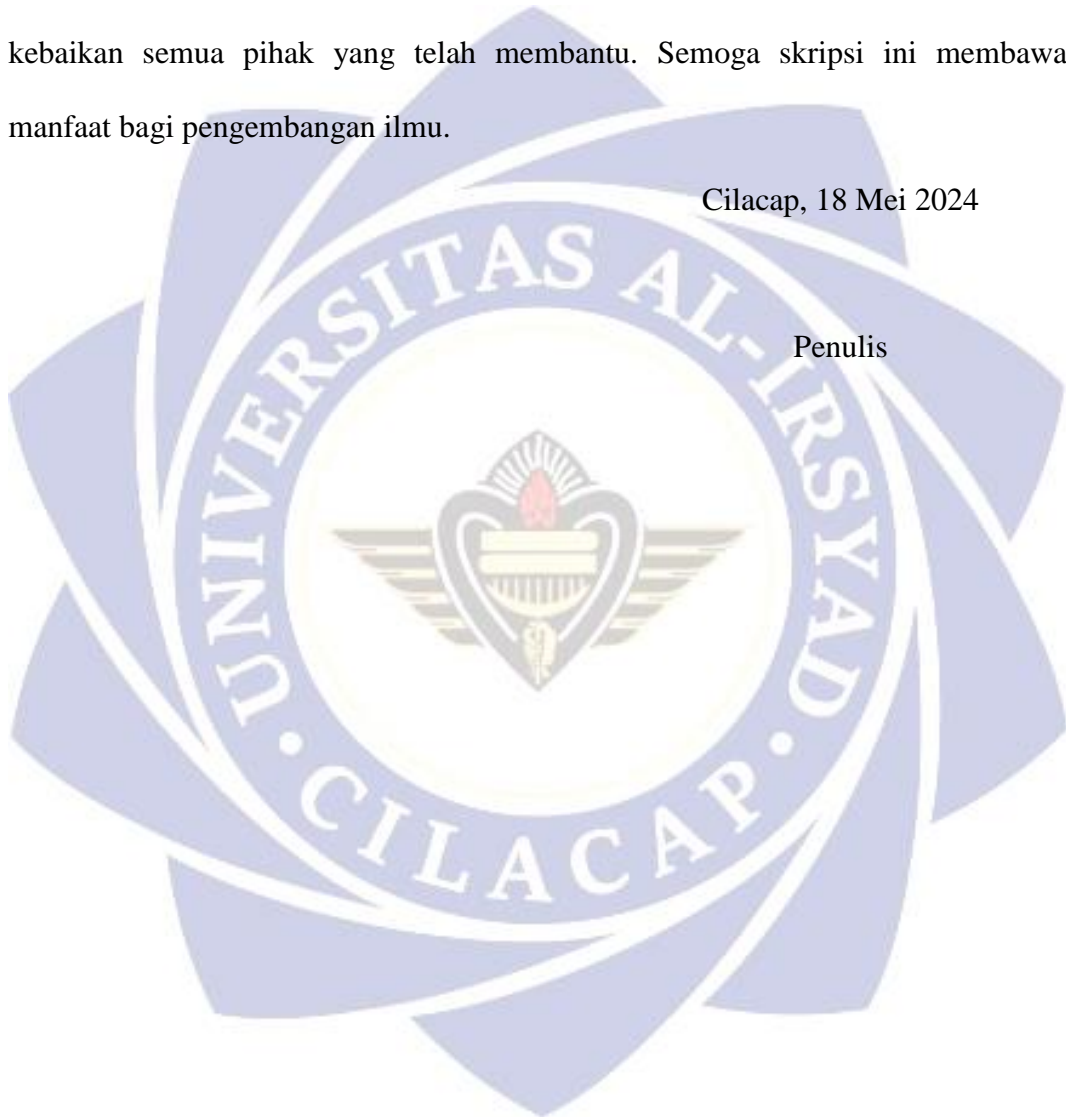 kebaikan semua pihak yang telah membantu. Semoga skripsi ini membawa
manfaat bagi pengembangan ilmu.
Cilacap, 18 Mei 2024
Penulis
UNIVERSITAS AL-IRSYAD
• CILACAP •